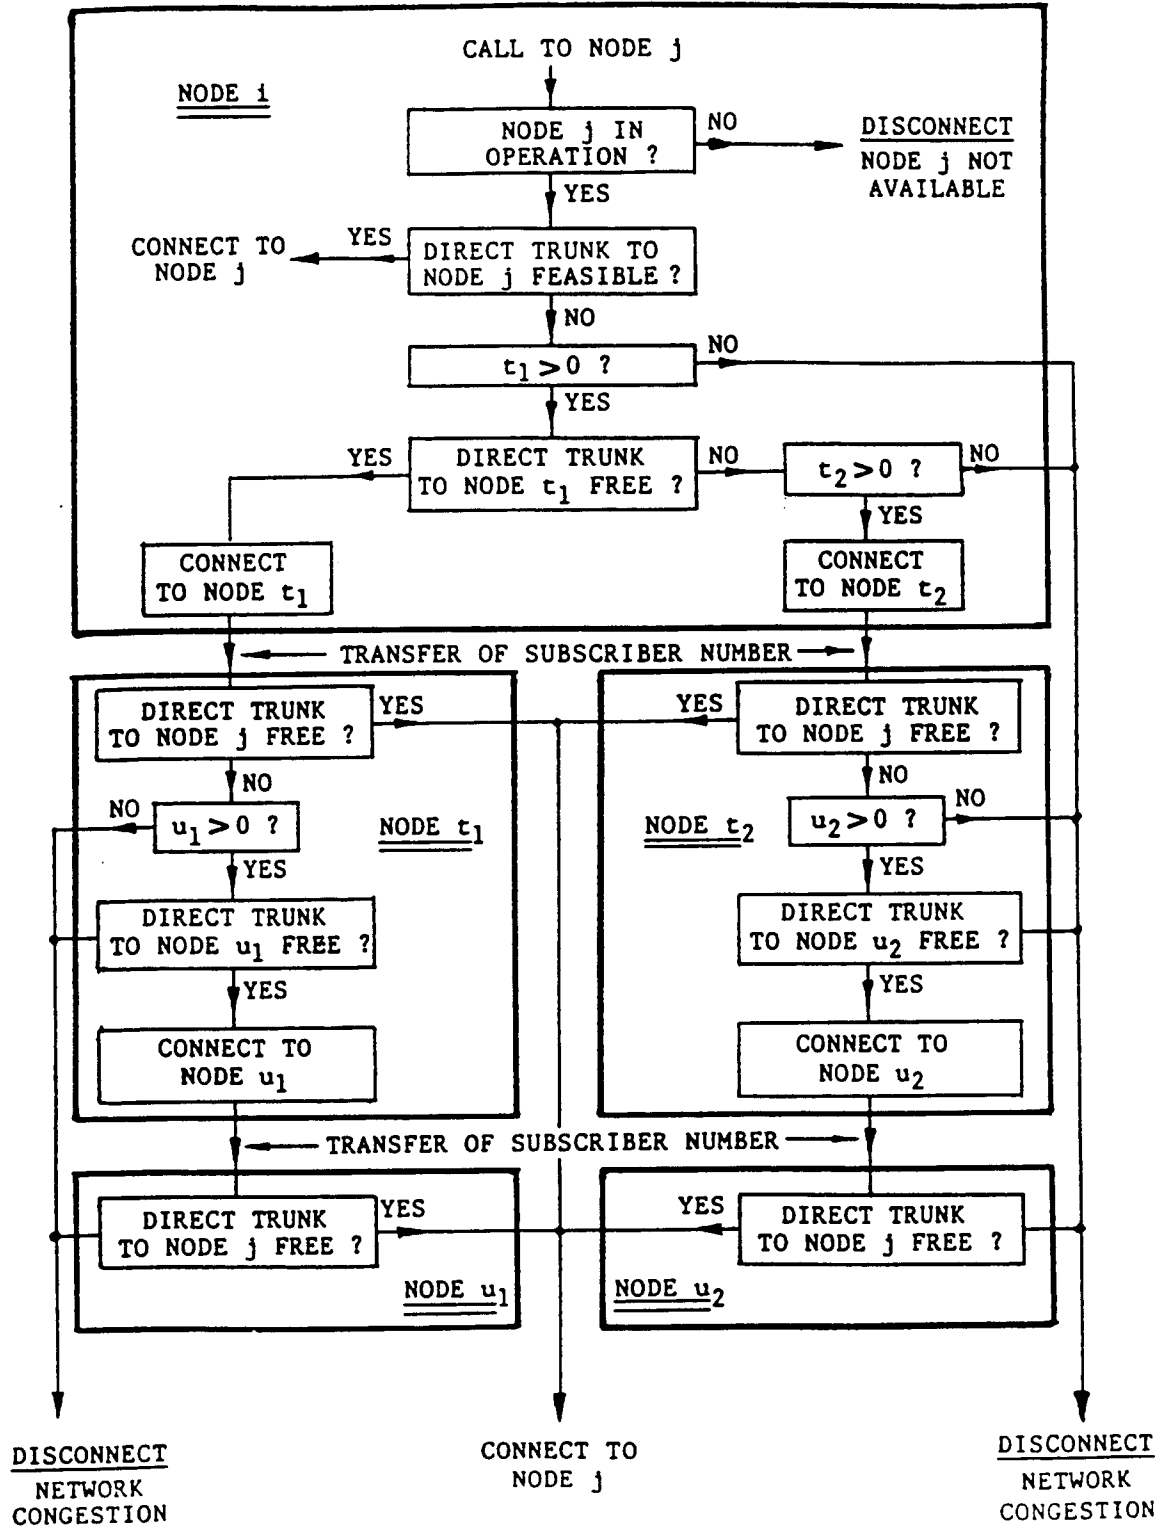 CALL TO NODE j
NODE i
NODE j IN
OPERATION ?
NO
DISCONNECT
NODE j NOT
AVAILABLE
YES
CONNECT TO
NODE j
YES
DIRECT TRUNK TO
NODE j FEASIBLE ?
NO
t1 > 0 ?
NO
YES
YES
DIRECT TRUNK
TO NODE t1 FREE ?
NO
t2 > 0 ?
NO
YES
CONNECT
TO NODE t1
CONNECT
TO NODE t2
TRANSFER OF SUBSCRIBER NUMBER
DIRECT TRUNK
TO NODE j FREE ?
YES
YES
DIRECT TRUNK
TO NODE j FREE ?
NO
NO
NO
u1 > 0 ?
NODE t1
NODE t2
u2 > 0 ?
NO
YES
YES
DIRECT TRUNK
TO NODE u1 FREE ?
DIRECT TRUNK
TO NODE u2 FREE ?
YES
YES
CONNECT TO
NODE u1
CONNECT TO
NODE u2
TRANSFER OF SUBSCRIBER NUMBER
DIRECT TRUNK
TO NODE j FREE ?
YES
YES
DIRECT TRUNK
TO NODE j FREE ?
NODE u1
NODE u2
DISCONNECT
NETWORK
CONGESTION
CONNECT TO
NODE j
DISCONNECT
NETWORK
CONGESTION